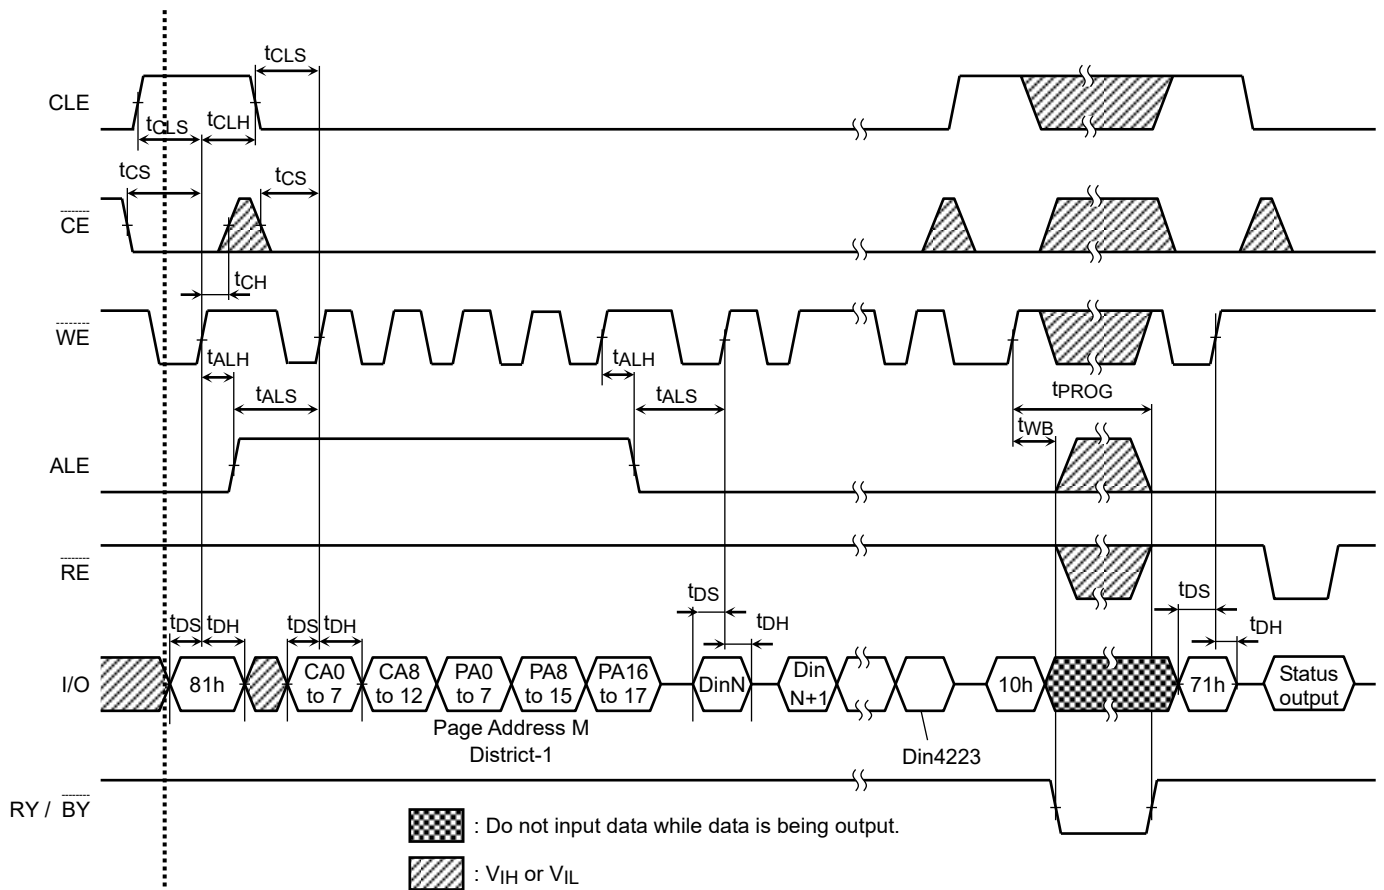 tCLS
CLE
tCLS tCLH
tCS tCS
CE
tCH
WE
tALH tALH
tALS tALS tPROG
tWB
ALE
RE
tDS tDS
tDH
tDS tDH tDS tDH
I/O 81h CA0 to 7 CA8 to 12 PA0 to 7 PA8 to 15 PA16 to 17 DinN Din N+1 10h 71h Status output
Page Address M
District-1
Din4223
RY / BY
: Do not input data while data is being output.
: VIH or VIL